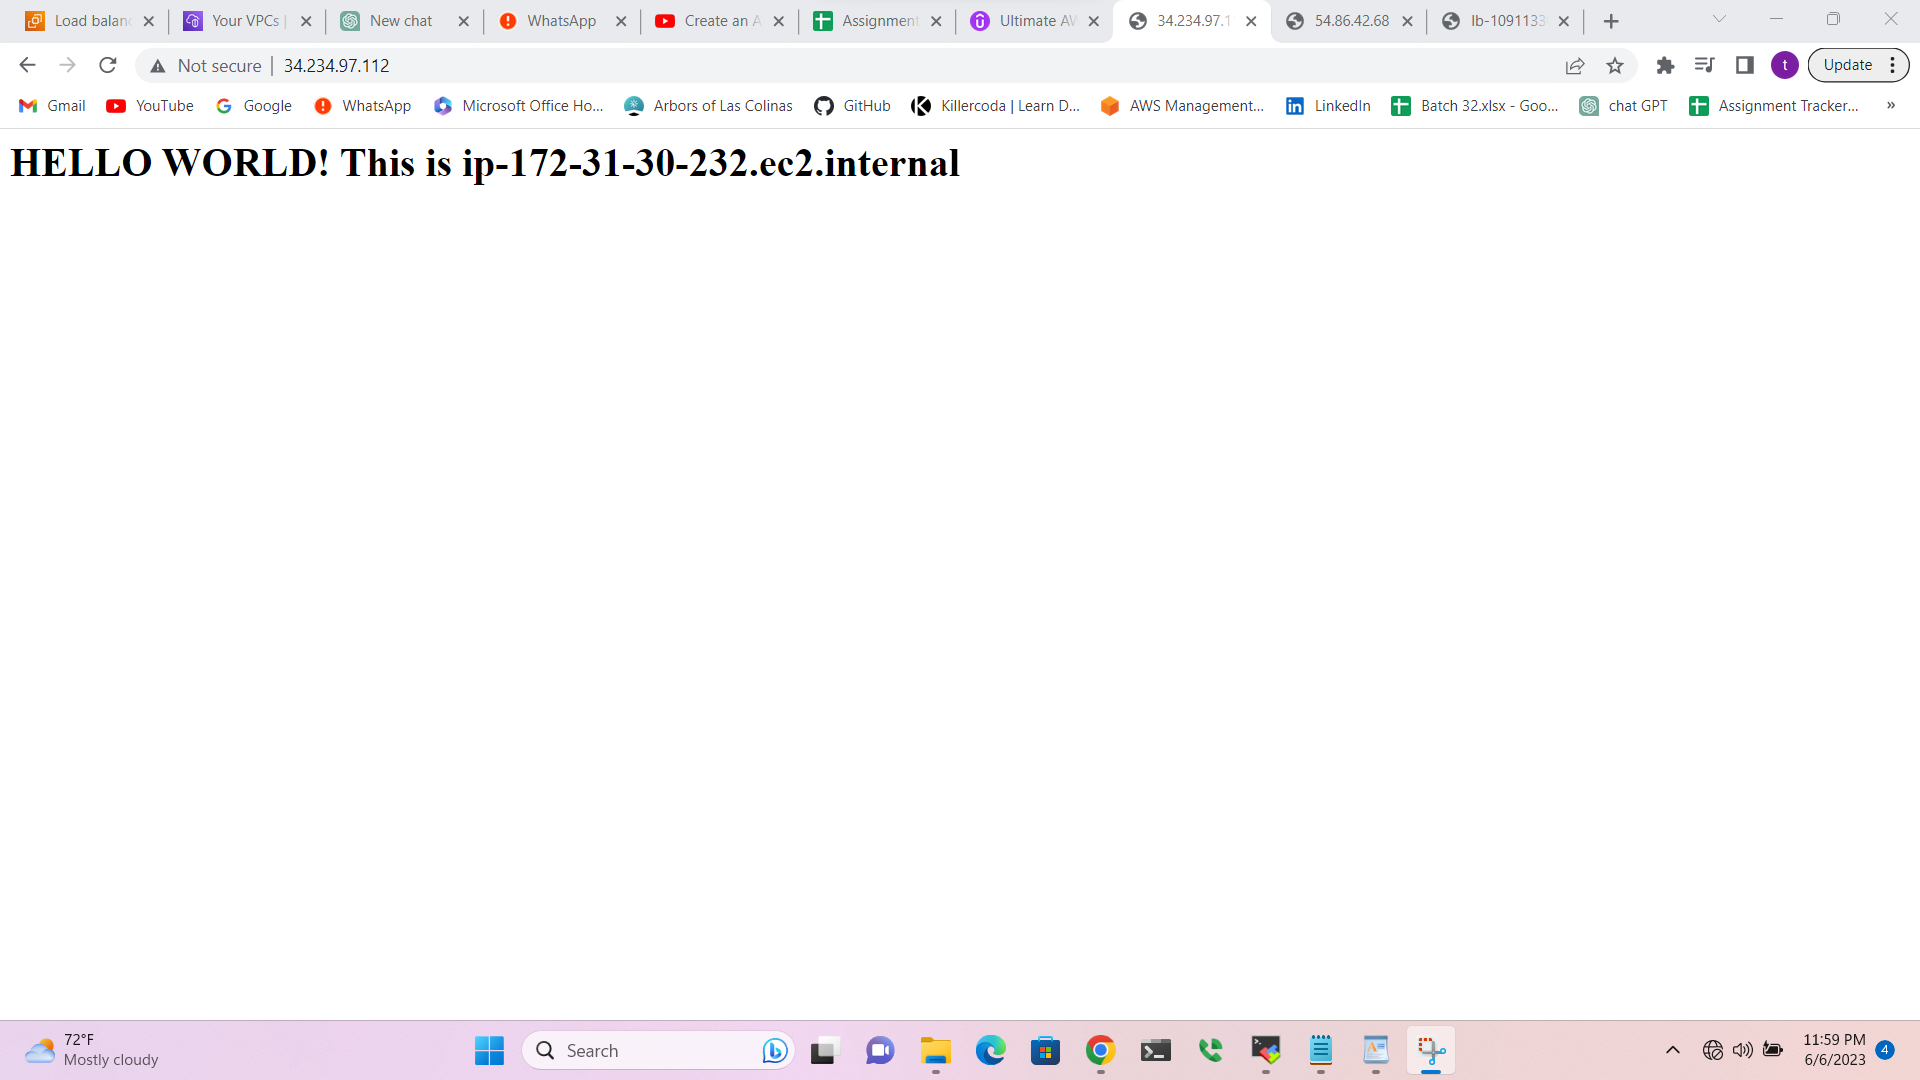 Load balan
Your VPCs |
New chat
WhatsApp
Create an A
Assignment
Ultimate AW
34.234.97.1
54.86.42.68
lb-1091133
Not secure
34.234.97.112
t
Update
Gmail
YouTube
Google
WhatsApp
Microsoft Office Ho...
Arbors of Las Colinas
GitHub
Killercoda | Learn D...
AWS Management...
LinkedIn
Batch 32.xlsx - Goo...
chat GPT
Assignment Tracker...
»
HELLO WORLD! This is ip-172-31-30-232.ec2.internal
72°F
Mostly cloudy
Search
11:59 PM
6/6/2023
4